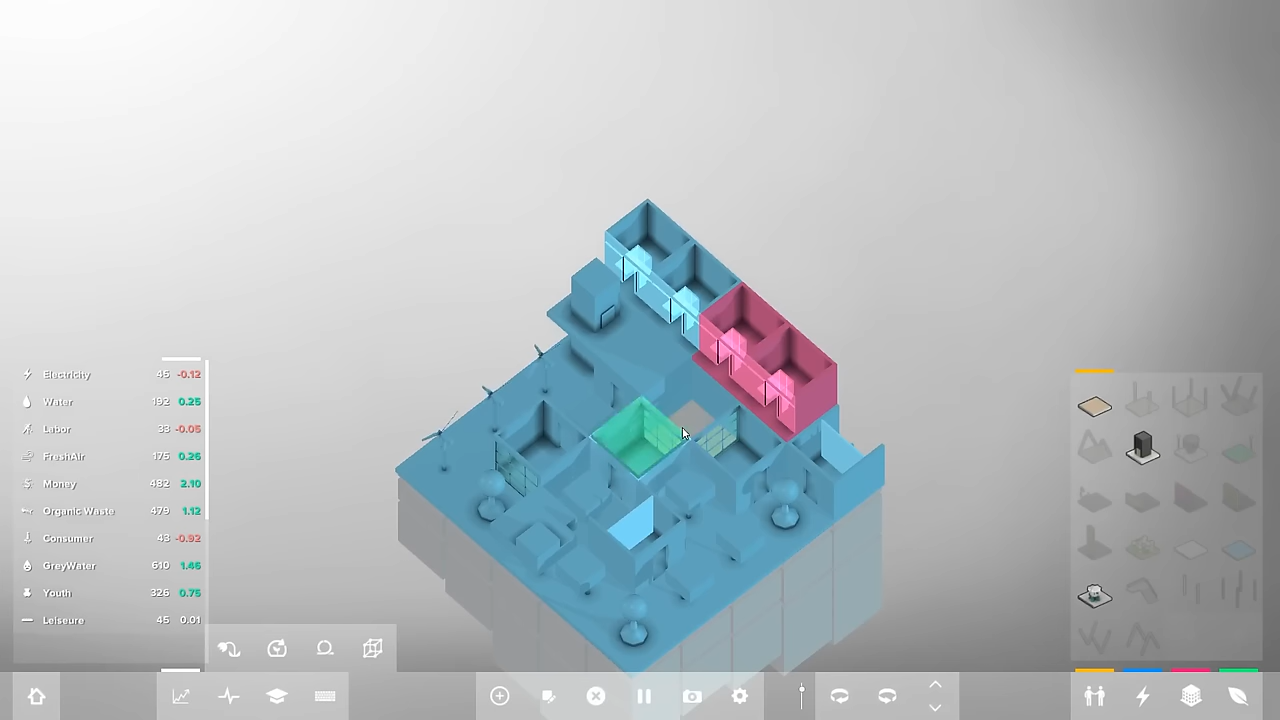 Electricity 45 -0.12
Water 192 0.25
Labor 33 -0.05
FreshAir 175 0.26
Money 482 2.10
Organic Waste 479 1.12
Consumer 43 -0.92
GreyWater 610 1.46
Youth 326 0.75
Leiseure 45 0.01